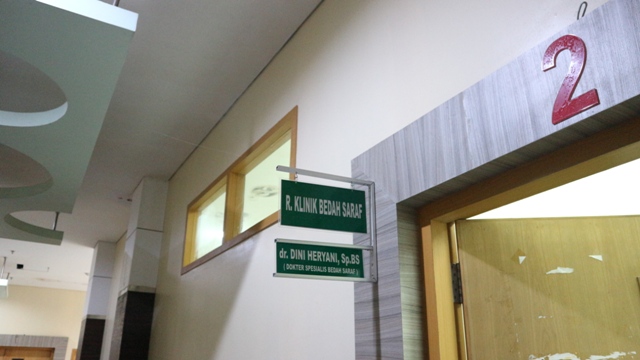 2
R. KLINIK BEDAH SARAF
dr. DINI HERYANI, Sp.BS
( DOKTER SPESIALIS BEDAH SARAF )